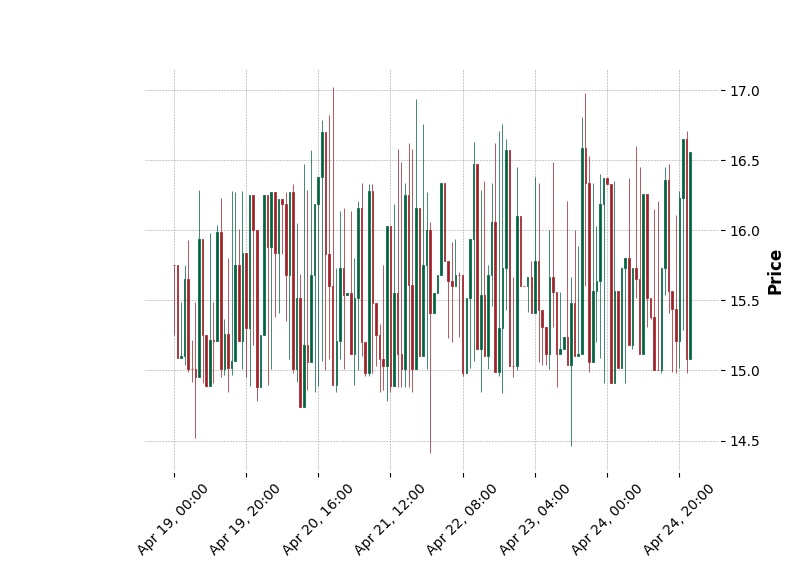 17.0
16.5
16.0
15.5
15.0
14.5
Price
Apr 19, 00:00
Apr 19, 20:00
Apr 20, 16:00
Apr 21, 12:00
Apr 22, 08:00
Apr 23, 04:00
Apr 24, 00:00
Apr 24, 20:00